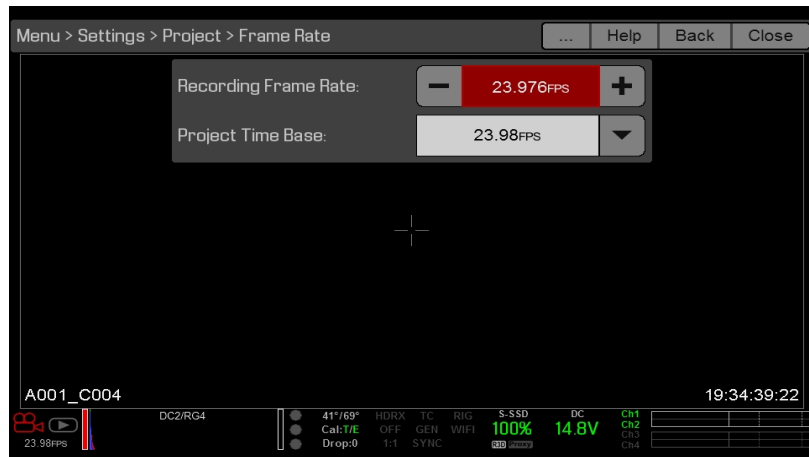 Menu > Settings > Project > Frame Rate ... Help Back Close
Recording Frame Rate: − 23.976FPS +
Project Time Base: 23.98FPS
A001_C004 19:34:39:22
DC2/RG4 41°/69° HDRX TC RIG S-SSD DC Ch1
Cal:T/E OFF GEN WIFI 100% 14.8V Ch2
23.98FPS Drop:0 1:1 SYNC R3D Proxy Ch3
Ch4